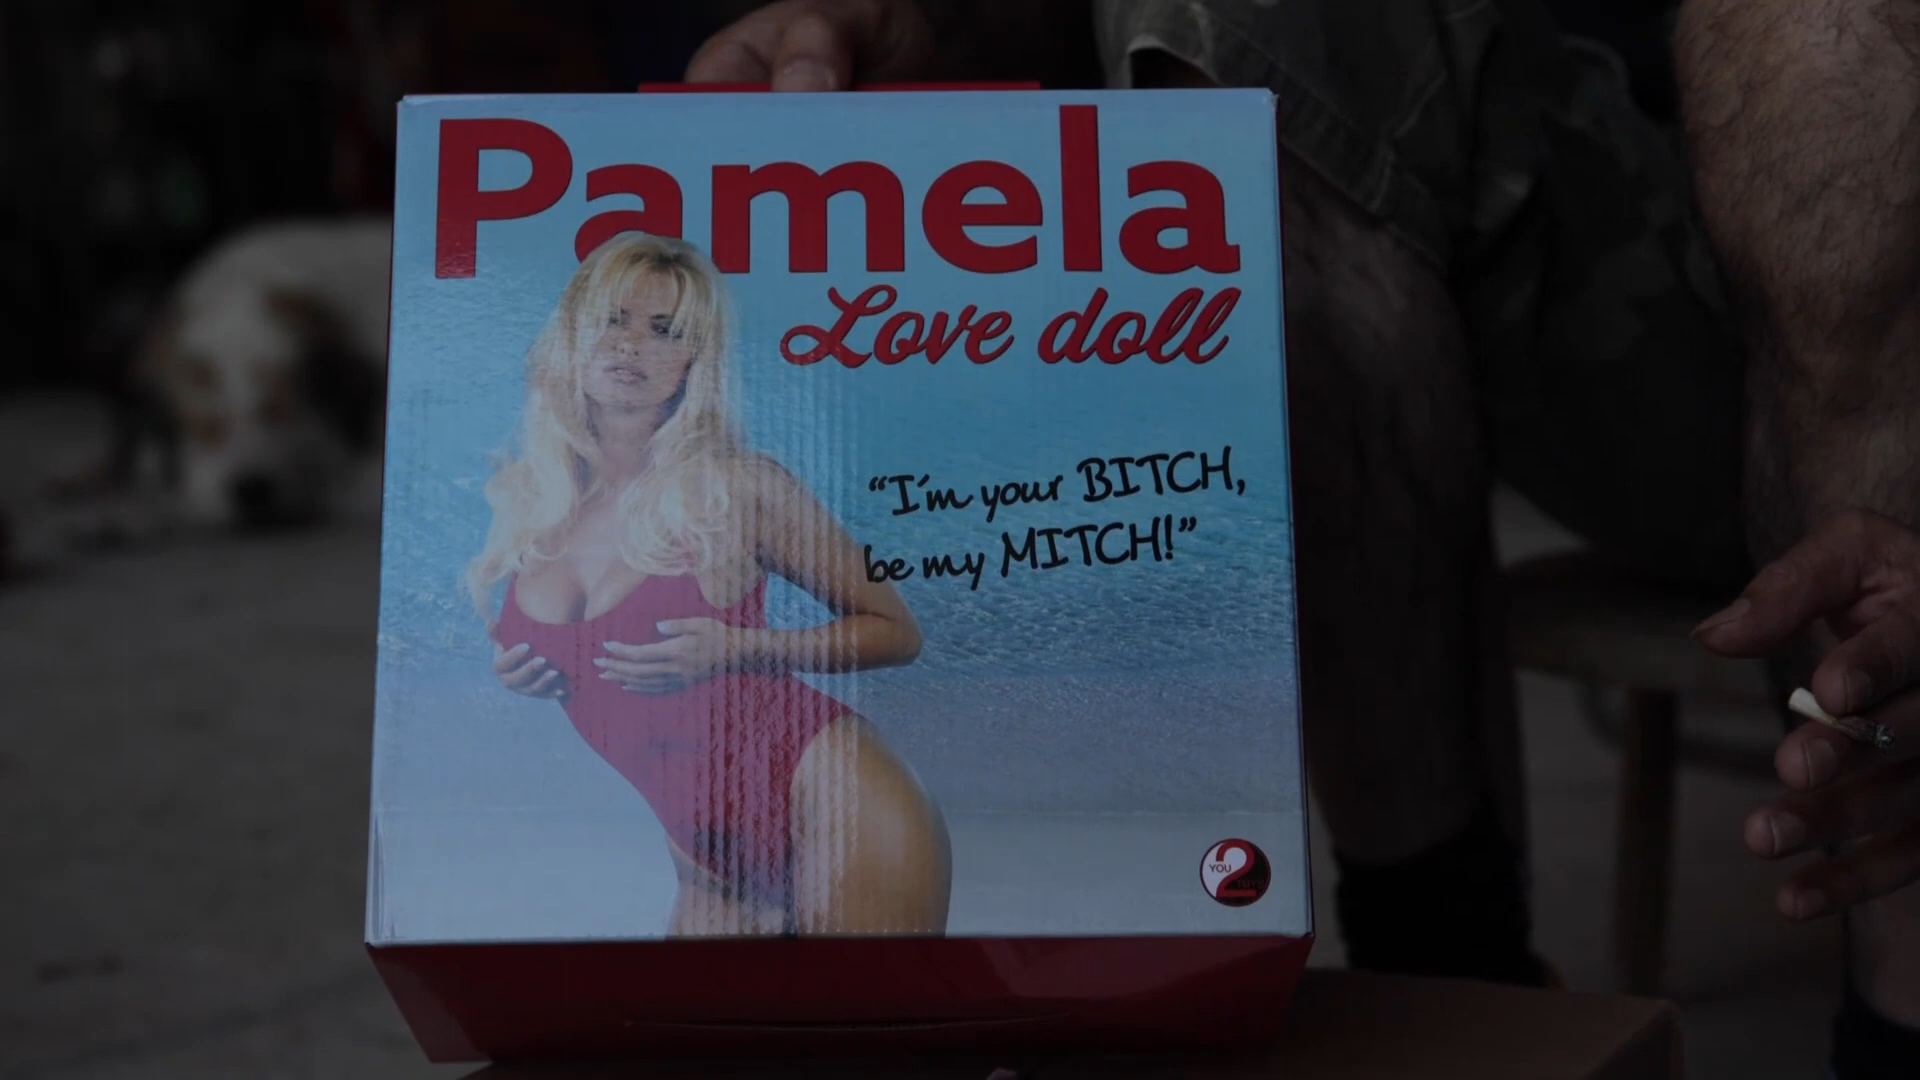 Pamela
Love doll
“I'm your BITCH,
be my MITCH!”
YOU
2
TOYS